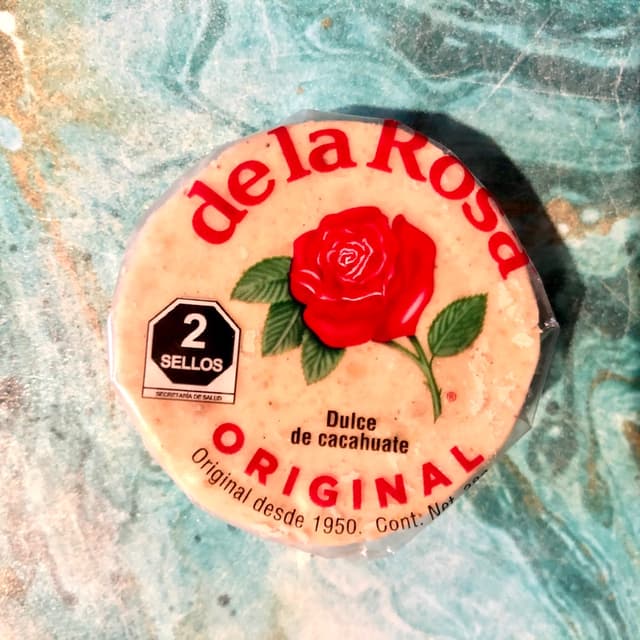 de la Rosa
2
SELLOS
SECRETARÍA DE SALUD
®
Dulce
de cacahuate
ORIGINAL
Original desde 1950. Cont. Net.